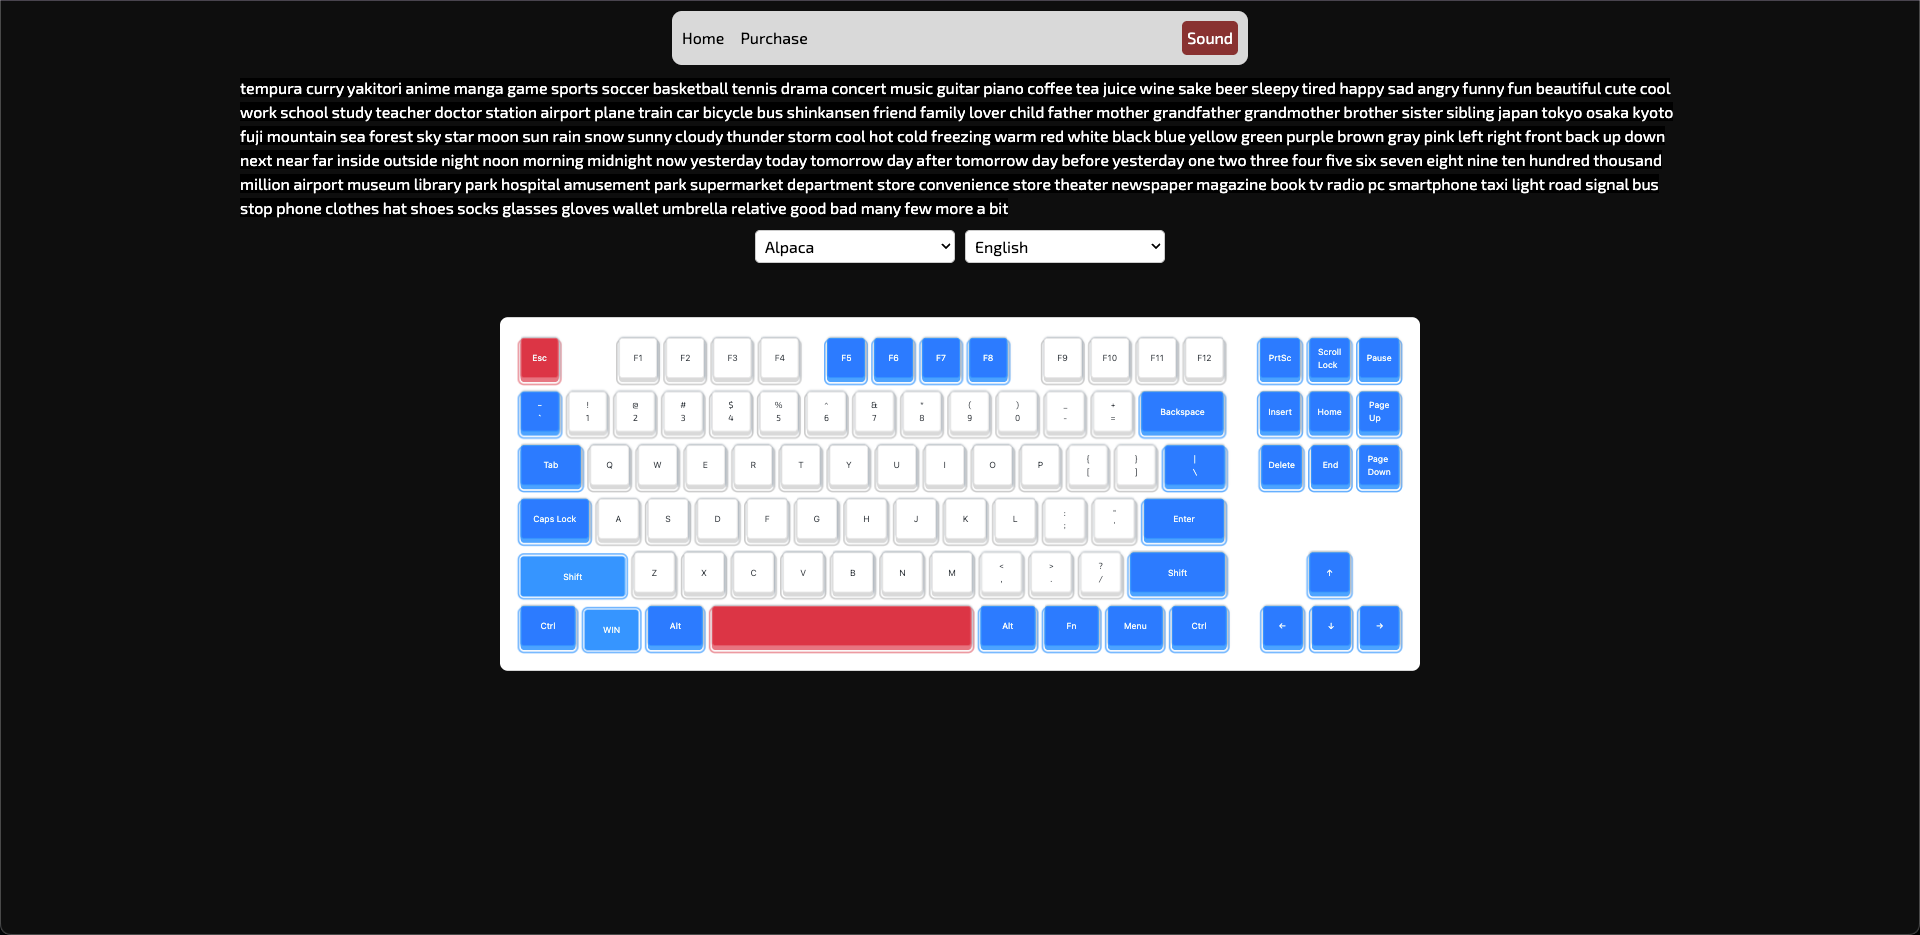 Home Purchase Sound
tempura curry yakitori anime manga game sports soccer basketball tennis drama concert music guitar piano coffee tea juice wine sake beer sleepy tired happy sad angry funny fun beautiful cute cool
work school study teacher doctor station airport plane train car bicycle bus shinkansen friend family lover child father mother grandfather grandmother brother sister sibling japan tokyo osaka kyoto
fuji mountain sea forest sky star moon sun rain snow sunny cloudy thunder storm cool hot cold freezing warm red white black blue yellow green purple brown gray pink left right front back up down
next near far inside outside night noon morning midnight now yesterday today tomorrow day after tomorrow day before yesterday one two three four five six seven eight nine ten hundred thousand
million airport museum library park hospital amusement park supermarket department store convenience store theater newspaper magazine book tv radio pc smartphone taxi light road signal bus
stop phone clothes hat shoes socks glasses gloves wallet umbrella relative good bad many few more a bit
Alpaca English
Esc F1 F2 F3 F4 F5 F6 F7 F8 F9 F10 F11 F12 PrtSc Scroll Lock Pause
~ ` ! 1 @ 2 # 3 $ 4 % 5 ^ 6 & 7 * 8 ( 9 ) 0 _ - + = Backspace Insert Home Page Up
Tab Q W E R T Y U I O P { [ } ] | \ Delete End Page Down
Caps Lock A S D F G H J K L : ; " ' Enter
Shift Z X C V B N M < , > . ? / Shift ↑
Ctrl WIN Alt Alt Fn Menu Ctrl ← ↓ →